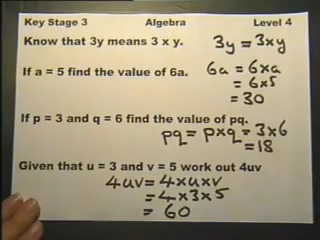 Key Stage 3 Algebra Level 4
Know that 3y means 3 x y. 3y = 3xy
If a = 5 find the value of 6a. 6a = 6xa
= 6x5
= 30
If p = 3 and q = 6 find the value of pq.
pq = pxq = 3x6
= 18
Given that u = 3 and v = 5 work out 4uv
4uv = 4xuxv
= 4x3x5
= 60